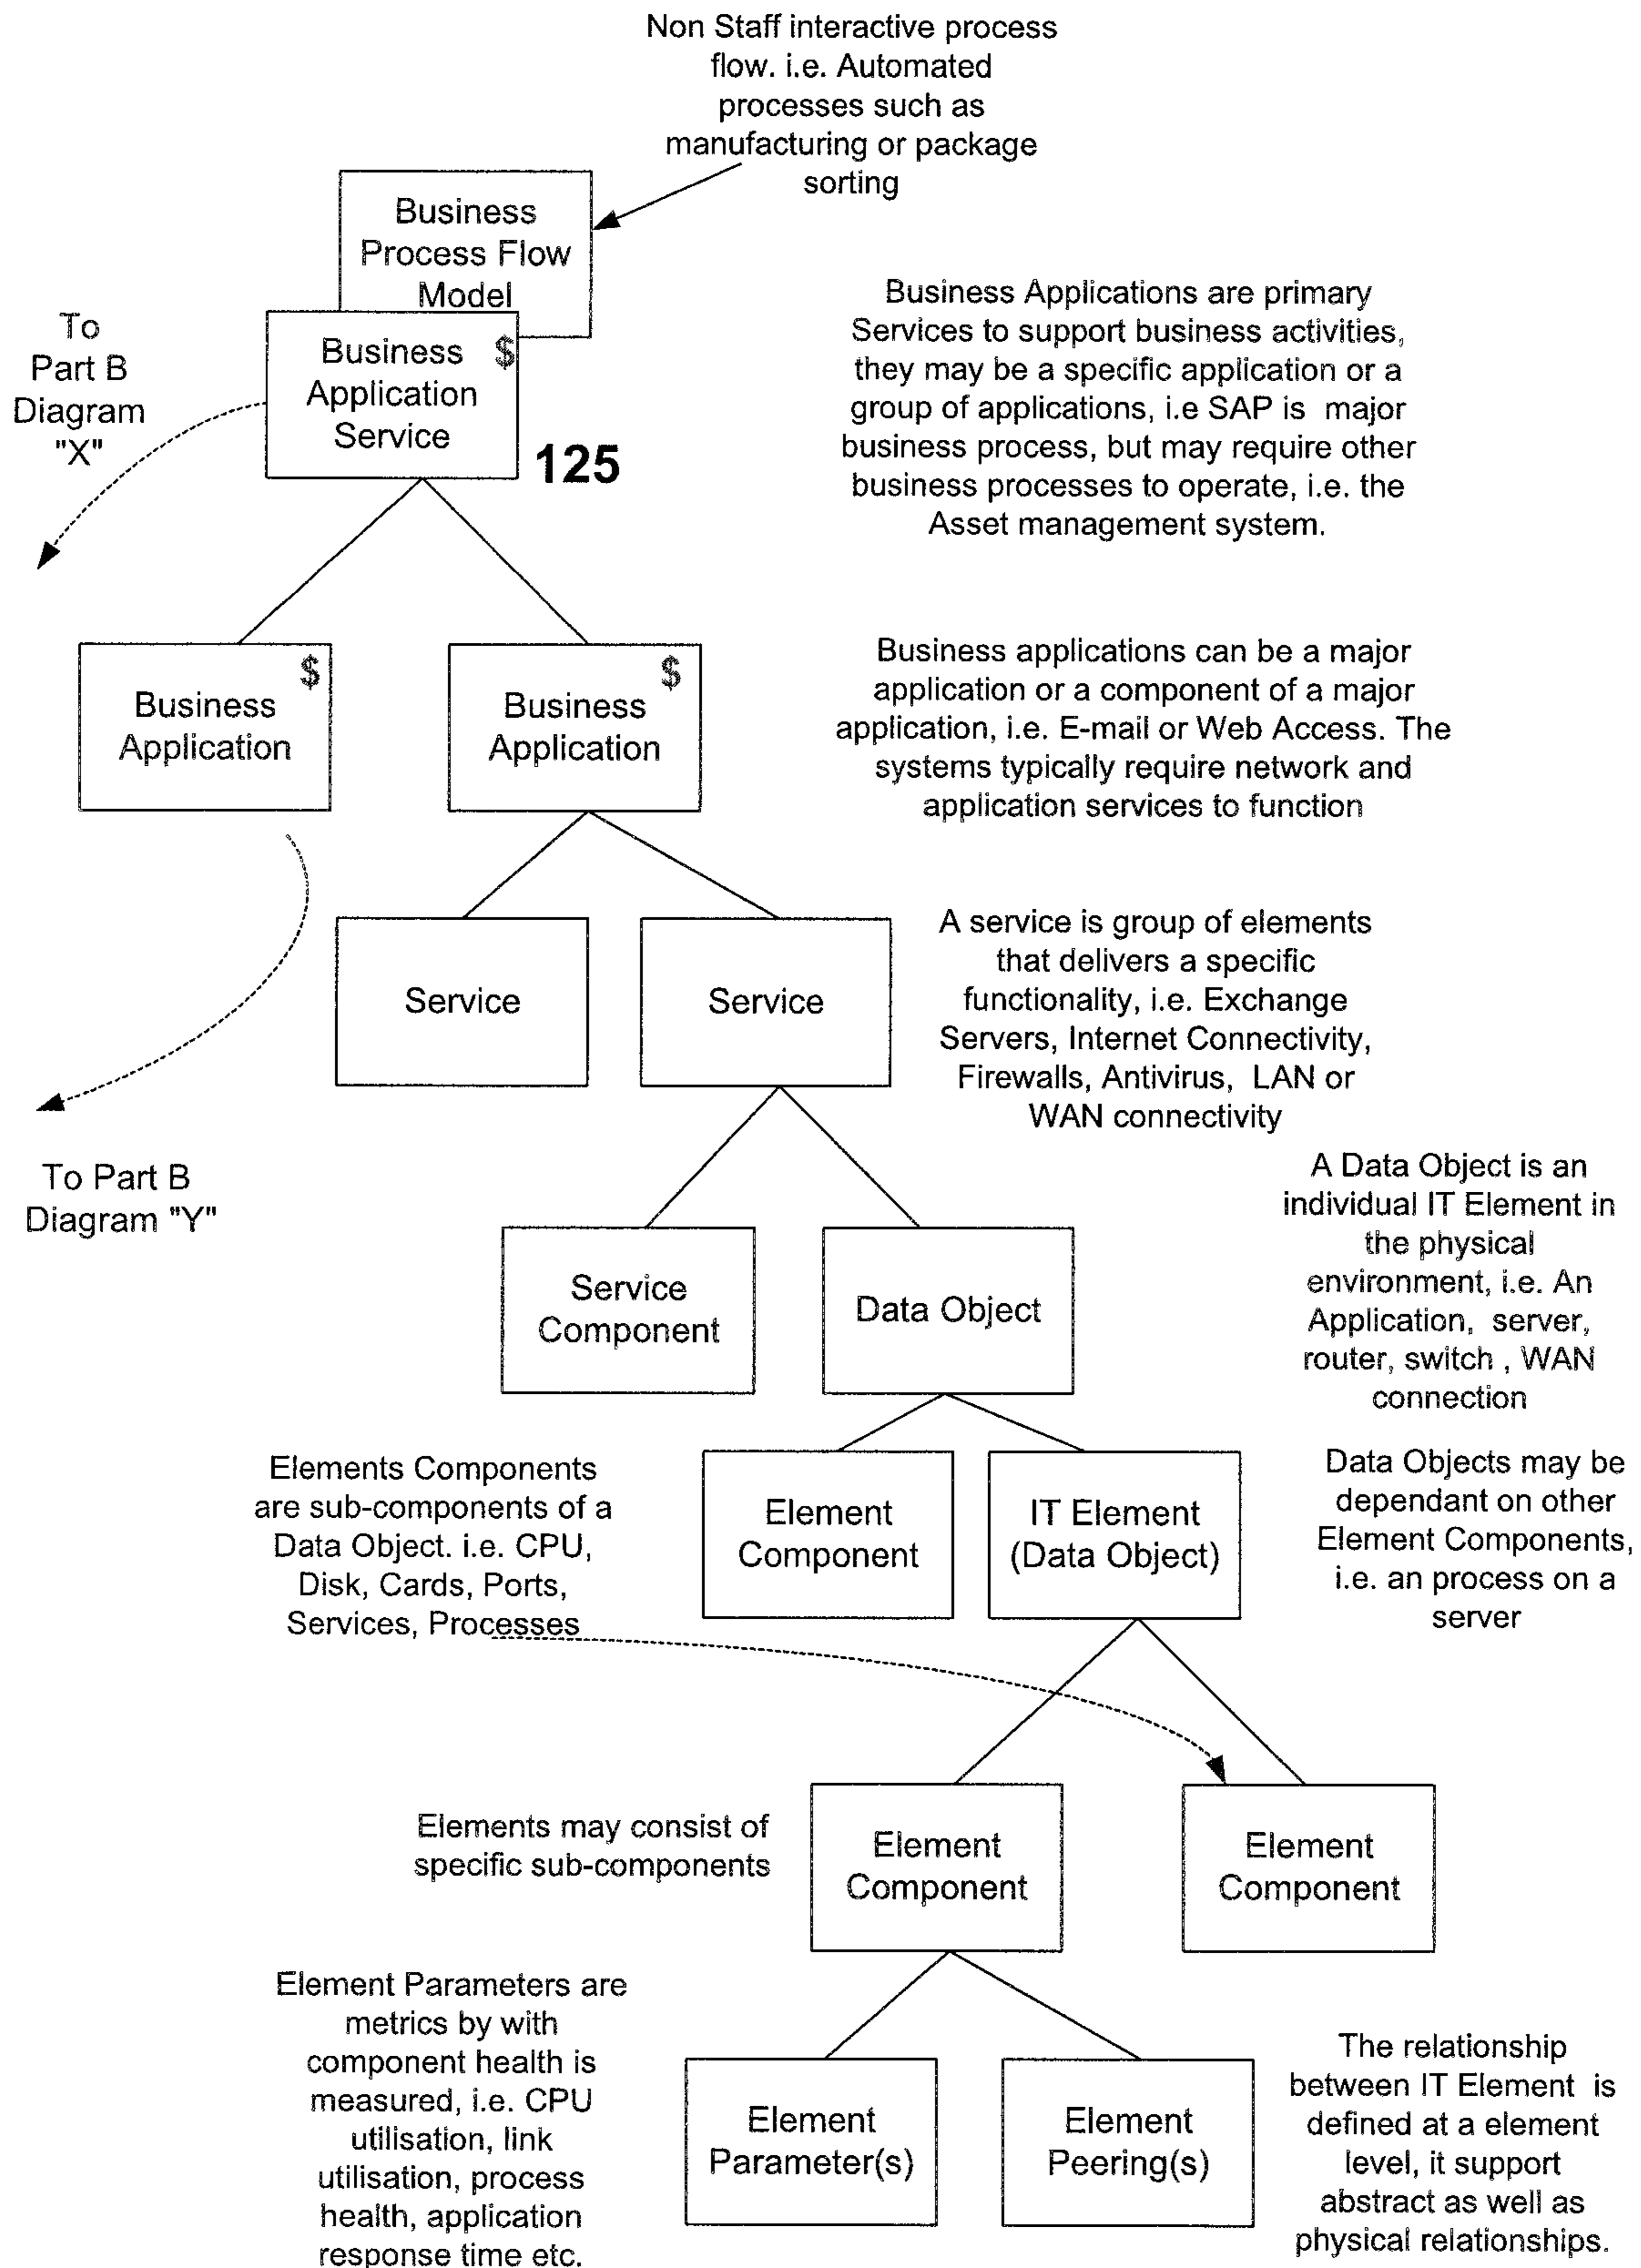 Non Staff interactive process
flow. i.e. Automated
processes such as
manufacturing or package
sorting
Business
Process Flow
Model
To
Part B
Diagram
"X"
Business $
Application
Service
125
Business Applications are primary
Services to support business activities,
they may be a specific application or a
group of applications, i.e SAP is major
business process, but may require other
business processes to operate, i.e. the
Asset management system.
$
Business
Application
$
Business
Application
Business applications can be a major
application or a component of a major
application, i.e. E-mail or Web Access. The
systems typically require network and
application services to function
Service
Service
A service is group of elements
that delivers a specific
functionality, i.e. Exchange
Servers, Internet Connectivity,
Firewalls, Antivirus, LAN or
WAN connectivity
To Part B
Diagram "Y"
Service
Component
Data Object
A Data Object is an
individual IT Element in
the physical
environment, i.e. An
Application, server,
router, switch , WAN
connection
Elements Components
are sub-components of a
Data Object. i.e. CPU,
Disk, Cards, Ports,
Services, Processes
Element
Component
IT Element
(Data Object)
Data Objects may be
dependant on other
Element Components,
i.e. an process on a
server
Elements may consist of
specific sub-components
Element
Component
Element
Component
Element Parameters are
metrics by with
component health is
measured, i.e. CPU
utilisation, link
utilisation, process
health, application
response time etc.
Element
Parameter(s)
Element
Peering(s)
The relationship
between IT Element is
defined at a element
level, it support
abstract as well as
physical relationships.